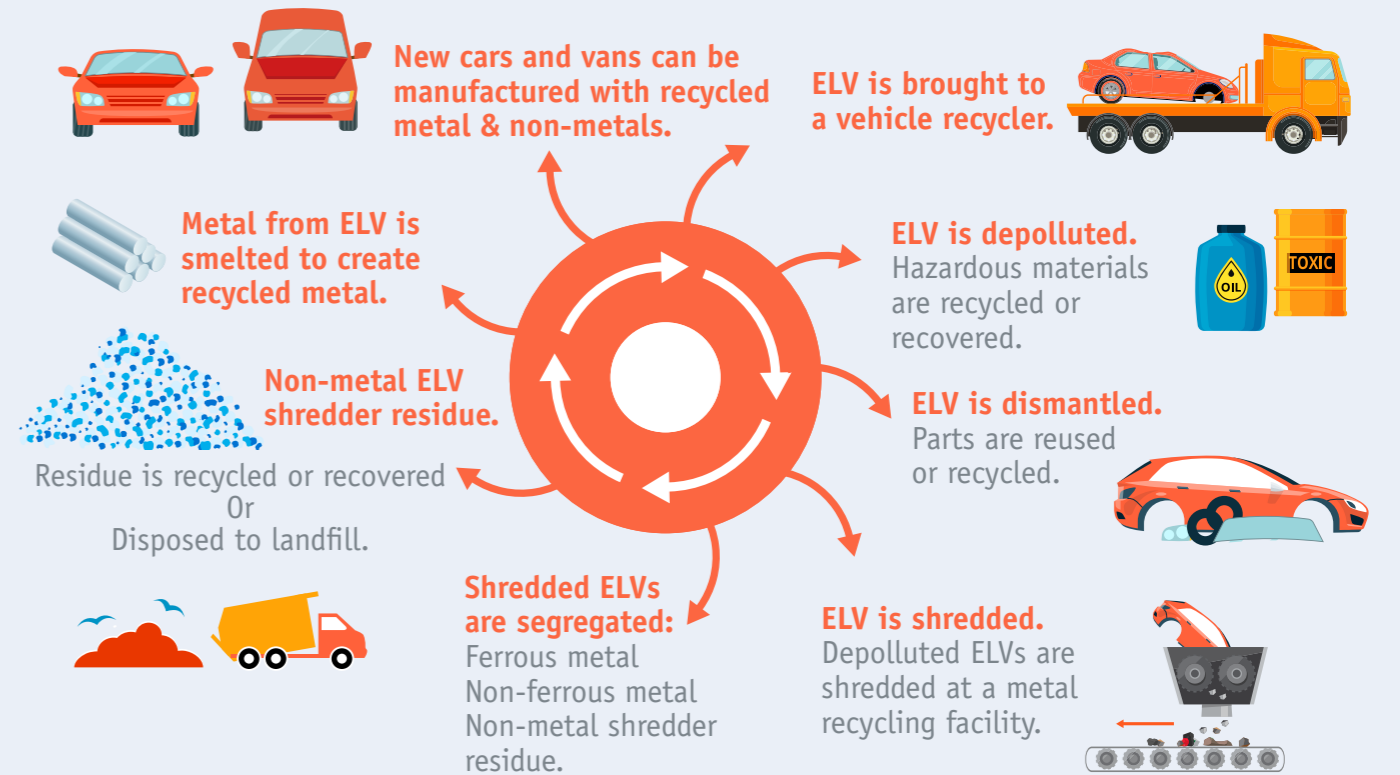 New cars and vans can be
manufactured with recycled
metal & non-metals.
ELV is brought to
a vehicle recycler.
ELV is depolluted.
Hazardous materials
are recycled or
recovered.
OIL
TOXIC
ELV is dismantled.
Parts are reused
or recycled.
ELV is shredded.
Depolluted ELVs are
shredded at a metal
recycling facility.
Shredded ELVs
are segregated:
Ferrous metal
Non-ferrous metal
Non-metal shredder
residue.
Non-metal ELV
shredder residue.
Residue is recycled or recovered
Or
Disposed to landfill.
Metal from ELV is
smelted to create
recycled metal.